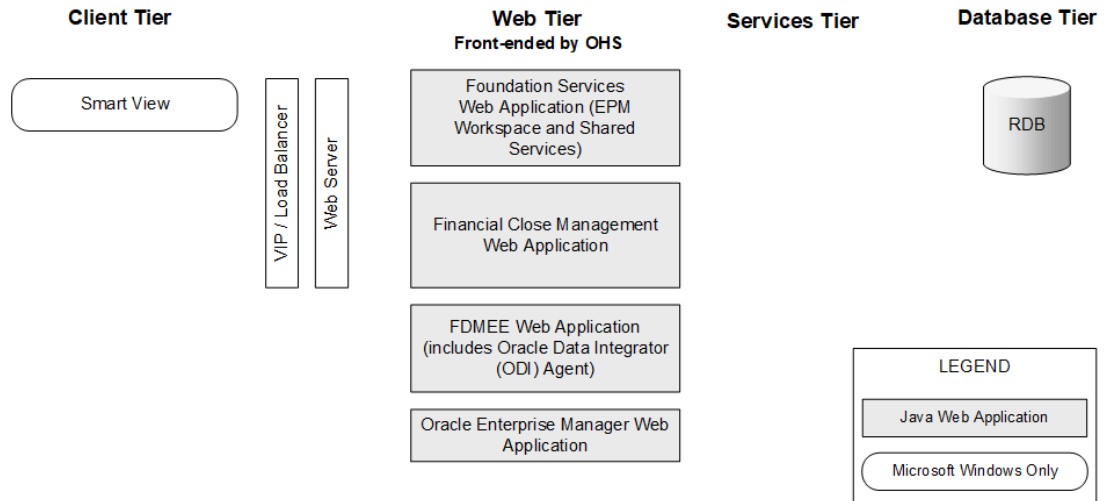 Client Tier
Web Tier
Front-ended by OHS
Services Tier
Database Tier
Smart View
VIP / Load Balancer
Web Server
Foundation Services
Web Application (EPM
Workspace and Shared
Services)
RDB
Financial Close Management
Web Application
FDMEE Web Application
(includes Oracle Data Integrator
(ODI) Agent)
Oracle Enterprise Manager Web
Application
LEGEND
Java Web Application
Microsoft Windows Only